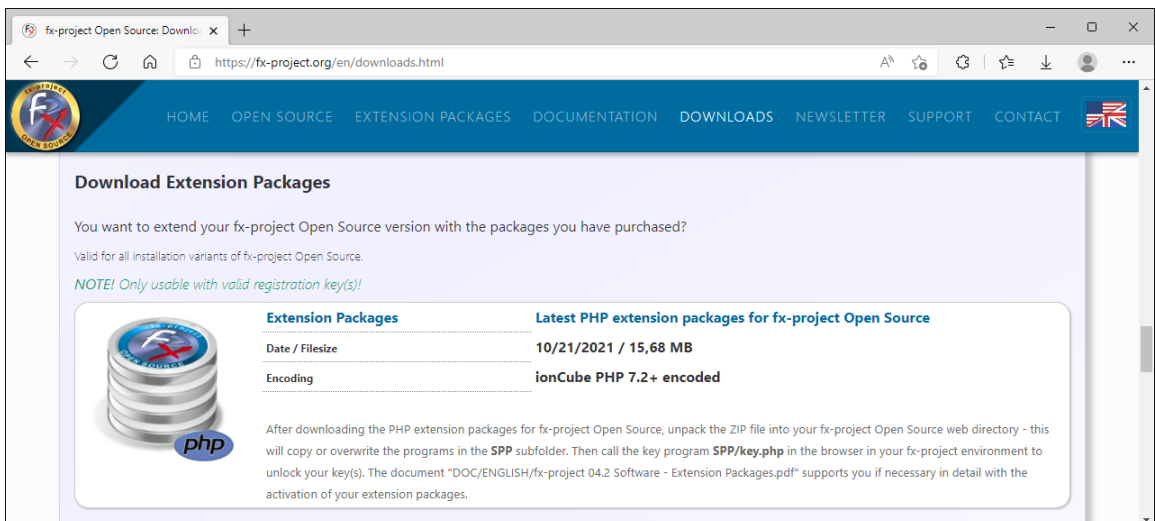 fx-project Open Source: Downlo
https://fx-project.org/en/downloads.html
fx-project
OPEN SOURCE
HOME OPEN SOURCE EXTENSION PACKAGES DOCUMENTATION DOWNLOADS NEWSLETTER SUPPORT CONTACT
Download Extension Packages
You want to extend your fx-project Open Source version with the packages you have purchased?
Valid for all installation variants of fx-project Open Source.
NOTE! Only usable with valid registration key(s)!
Extension Packages Latest PHP extension packages for fx-project Open Source
Date / Filesize 10/21/2021 / 15,68 MB
Encoding ionCube PHP 7.2+ encoded
php
After downloading the PHP extension packages for fx-project Open Source, unpack the ZIP file into your fx-project Open Source web directory - this
will copy or overwrite the programs in the SPP subfolder. Then call the key program SPP/key.php in the browser in your fx-project environment to
unlock your key(s). The document "DOC/ENGLISH/fx-project 04.2 Software - Extension Packages.pdf" supports you if necessary in detail with the
activation of your extension packages.